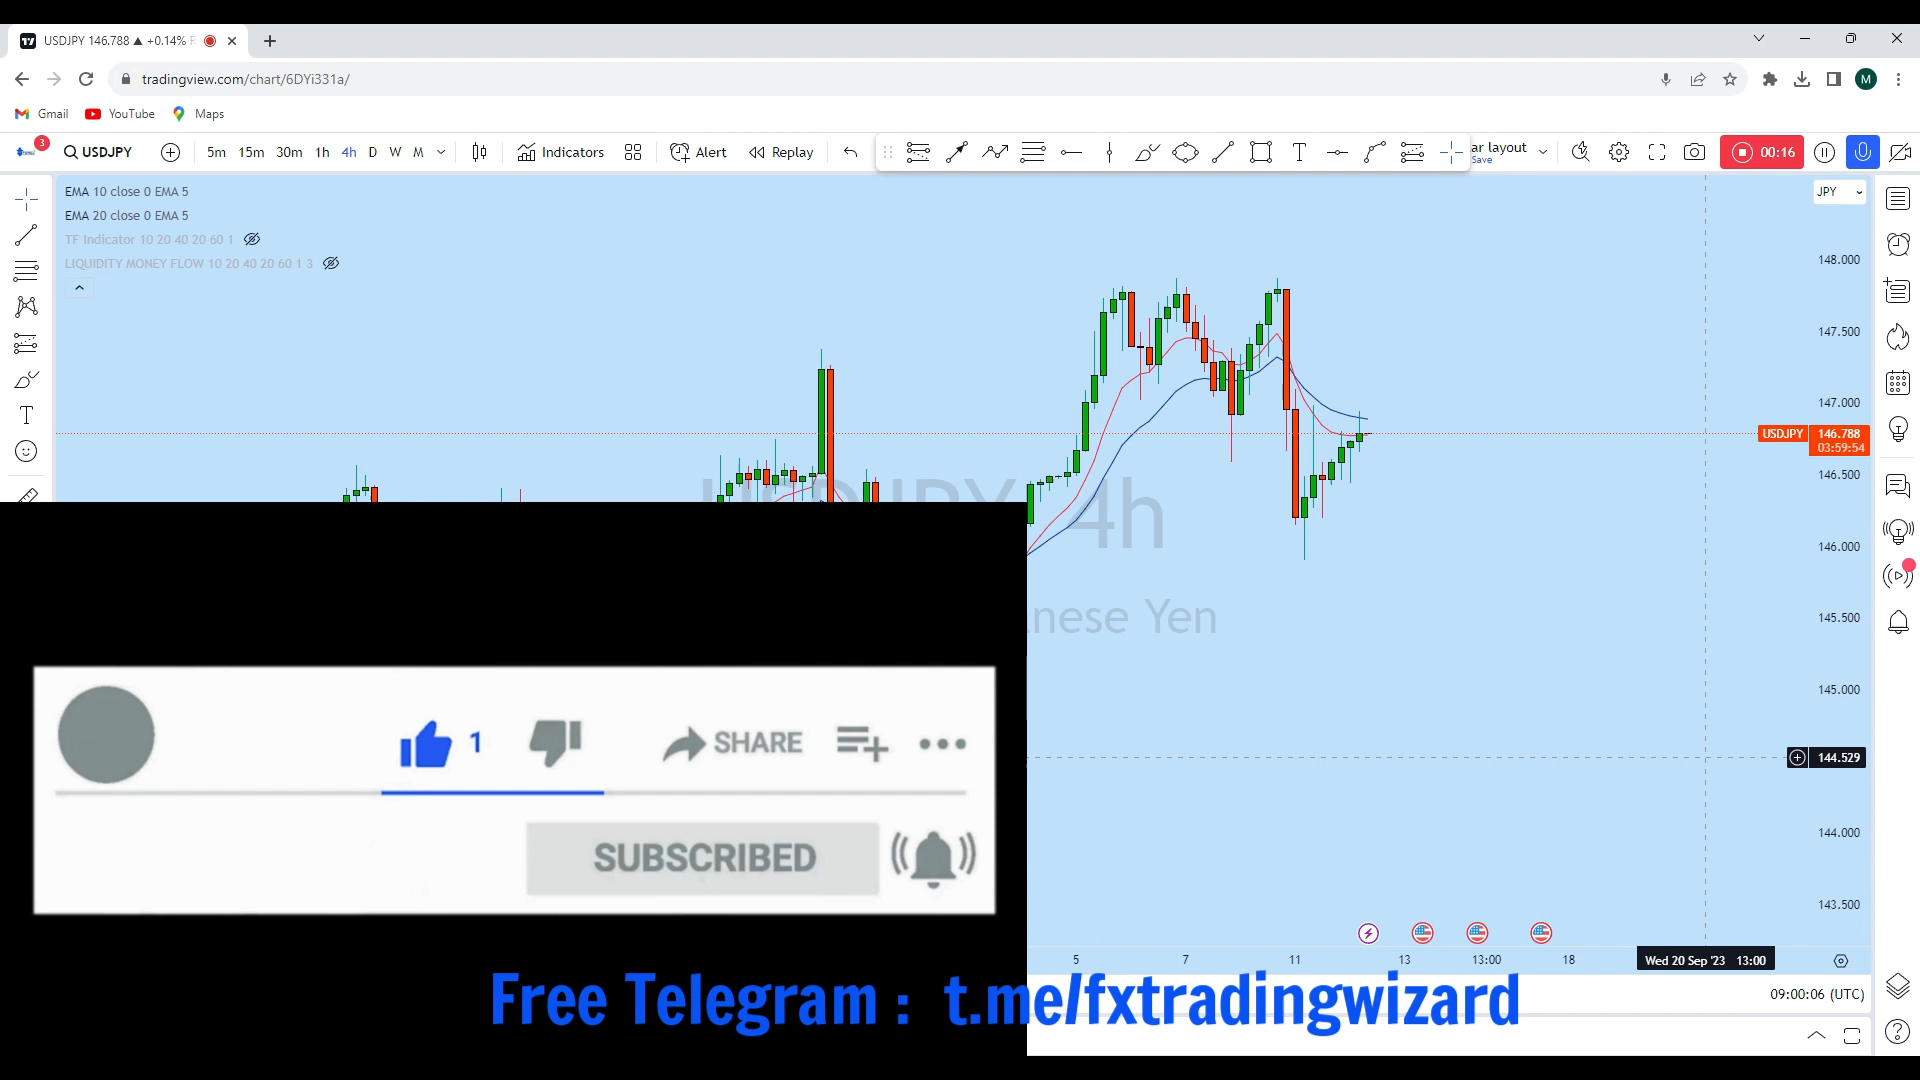 USDJPY 146.788 ▲ +0.14%
tradingview.com/chart/6DYi331a/
M
Gmail YouTube Maps
3 USDJPY 5m 15m 30m 1h 4h D W M Indicators Alert Replay ar layout Save 00:16
EMA 10 close 0 EMA 5
EMA 20 close 0 EMA 5
TF Indicator 10 20 40 20 60 1
LIQUIDITY MONEY FLOW 10 20 40 20 60 1 3
JPY
148.000
147.500
147.000
USDJPY 146.788
03:59:54
146.500
4h
146.000
nese Yen
145.500
145.000
144.529
144.000
143.500
1 SHARE
SUBSCRIBED
5 7 11 13 13:00 18 Wed 20 Sep '23 13:00
09:00:06 (UTC)
Free Telegram : t.me/fxtradingwizard